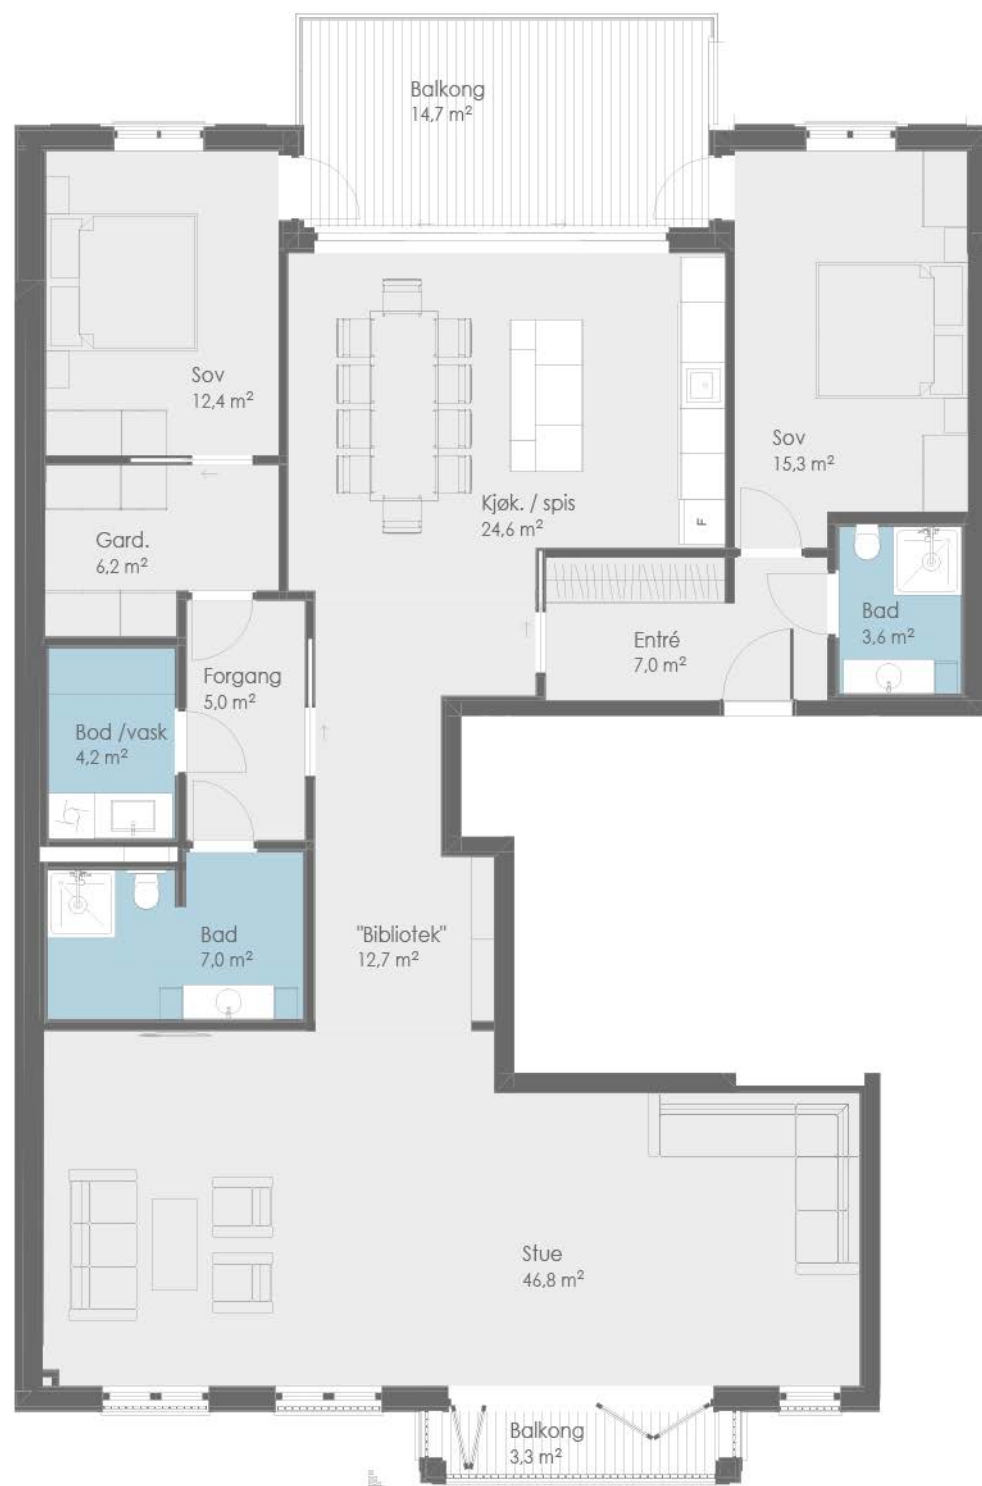 Balkong
14,7 m²
Sov
12,4 m²
Sov
15,3 m²
Kjøk. / spis
24,6 m²
F
Gard.
6,2 m²
Bad
3,6 m²
Entré
7,0 m²
Forgang
5,0 m²
Bod /vask
4,2 m²
Bad
7,0 m²
"Bibliotek"
12,7 m²
Stue
46,8 m²
Balkong
3,3 m²